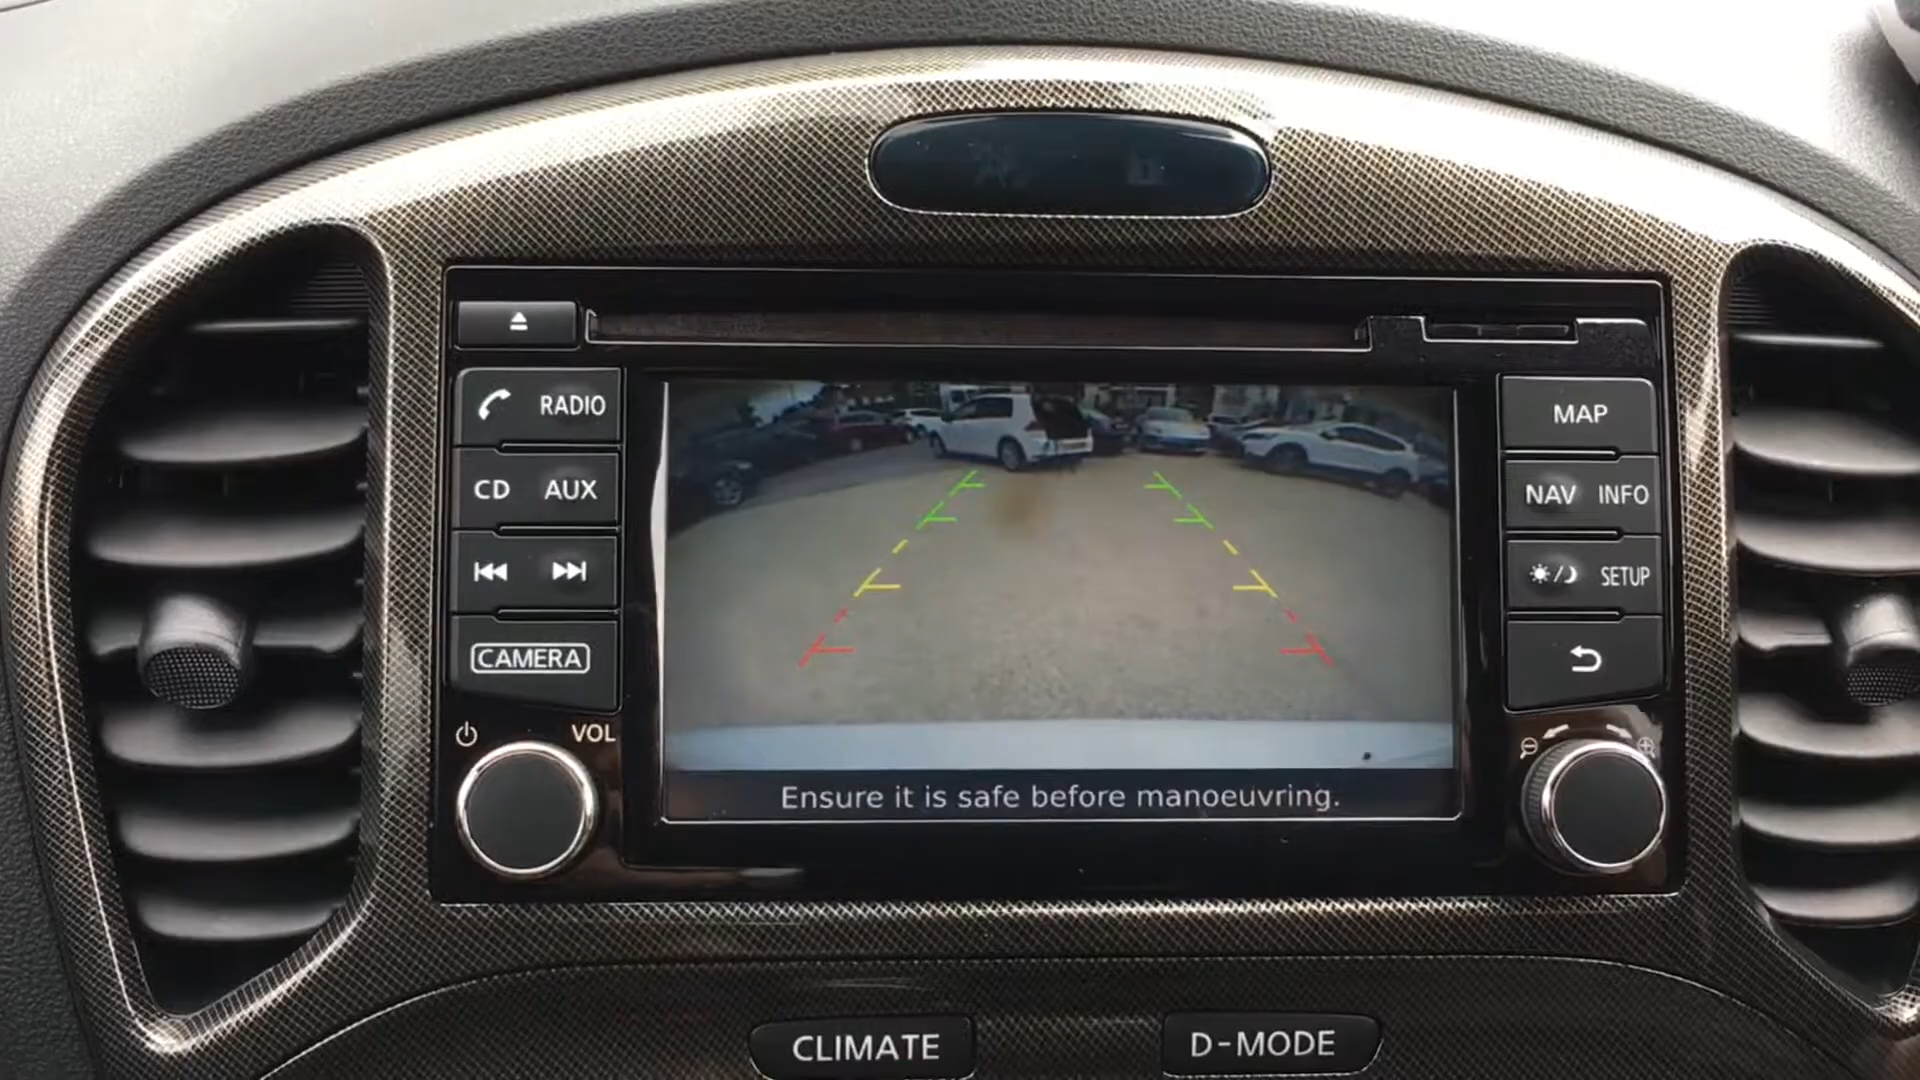 RADIO
MAP
CD AUX
NAV INFO
SETUP
CAMERA
VOL
Ensure it is safe before manoeuvring.
CLIMATE
D-MODE